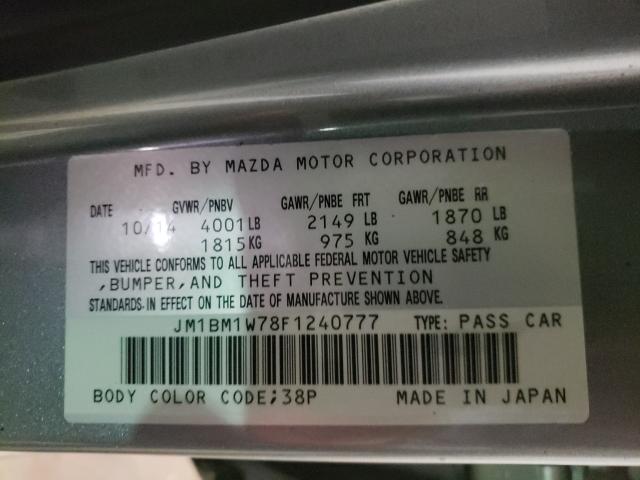 MFD. BY MAZDA MOTOR CORPORATION
DATE GVWR/PNBV GAWR/PNBE FRT GAWR/PNBE RR
10/14 4001 LB 2149 LB 1870 LB
1815 KG 975 KG 848 KG
THIS VEHICLE CONFORMS TO ALL APPLICABLE FEDERAL MOTOR VEHICLE SAFETY
,BUMPER,AND THEFT PREVENTION
STANDARDS IN EFFECT ON THE DATE OF MANUFACTURE SHOWN ABOVE.
JM1BM1W78F1240777 TYPE: PASS CAR
BODY COLOR CODE;38P MADE IN JAPAN